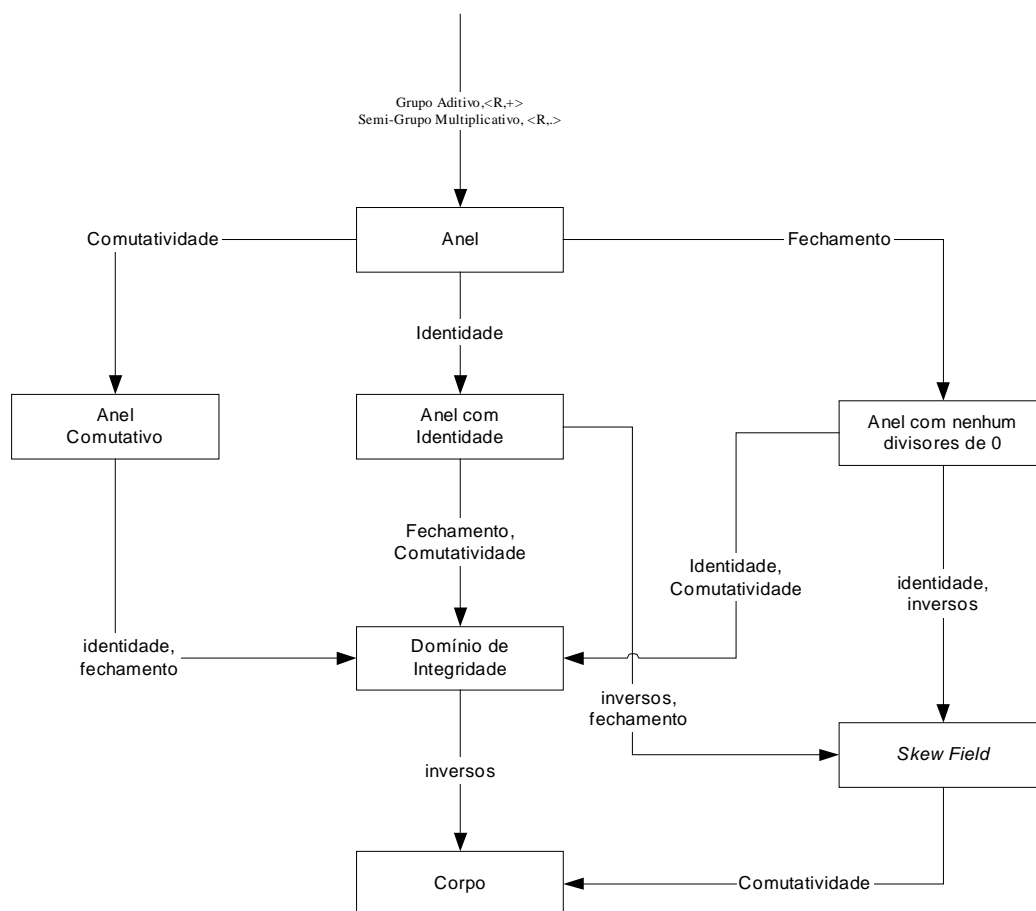 Grupo Aditivo,<R,+>
Semi-Grupo Multiplicativo, <R,.>
Comutatividade
Anel
Fechamento
Identidade
Anel
Comutativo
Anel com
Identidade
Anel com nenhum
divisores de 0
Fechamento,
Comutatividade
Identidade,
Comutatividade
identidade,
inversos
identidade,
fechamento
Domínio de
Integridade
inversos,
fechamento
Skew Field
inversos
Corpo
Comutatividade